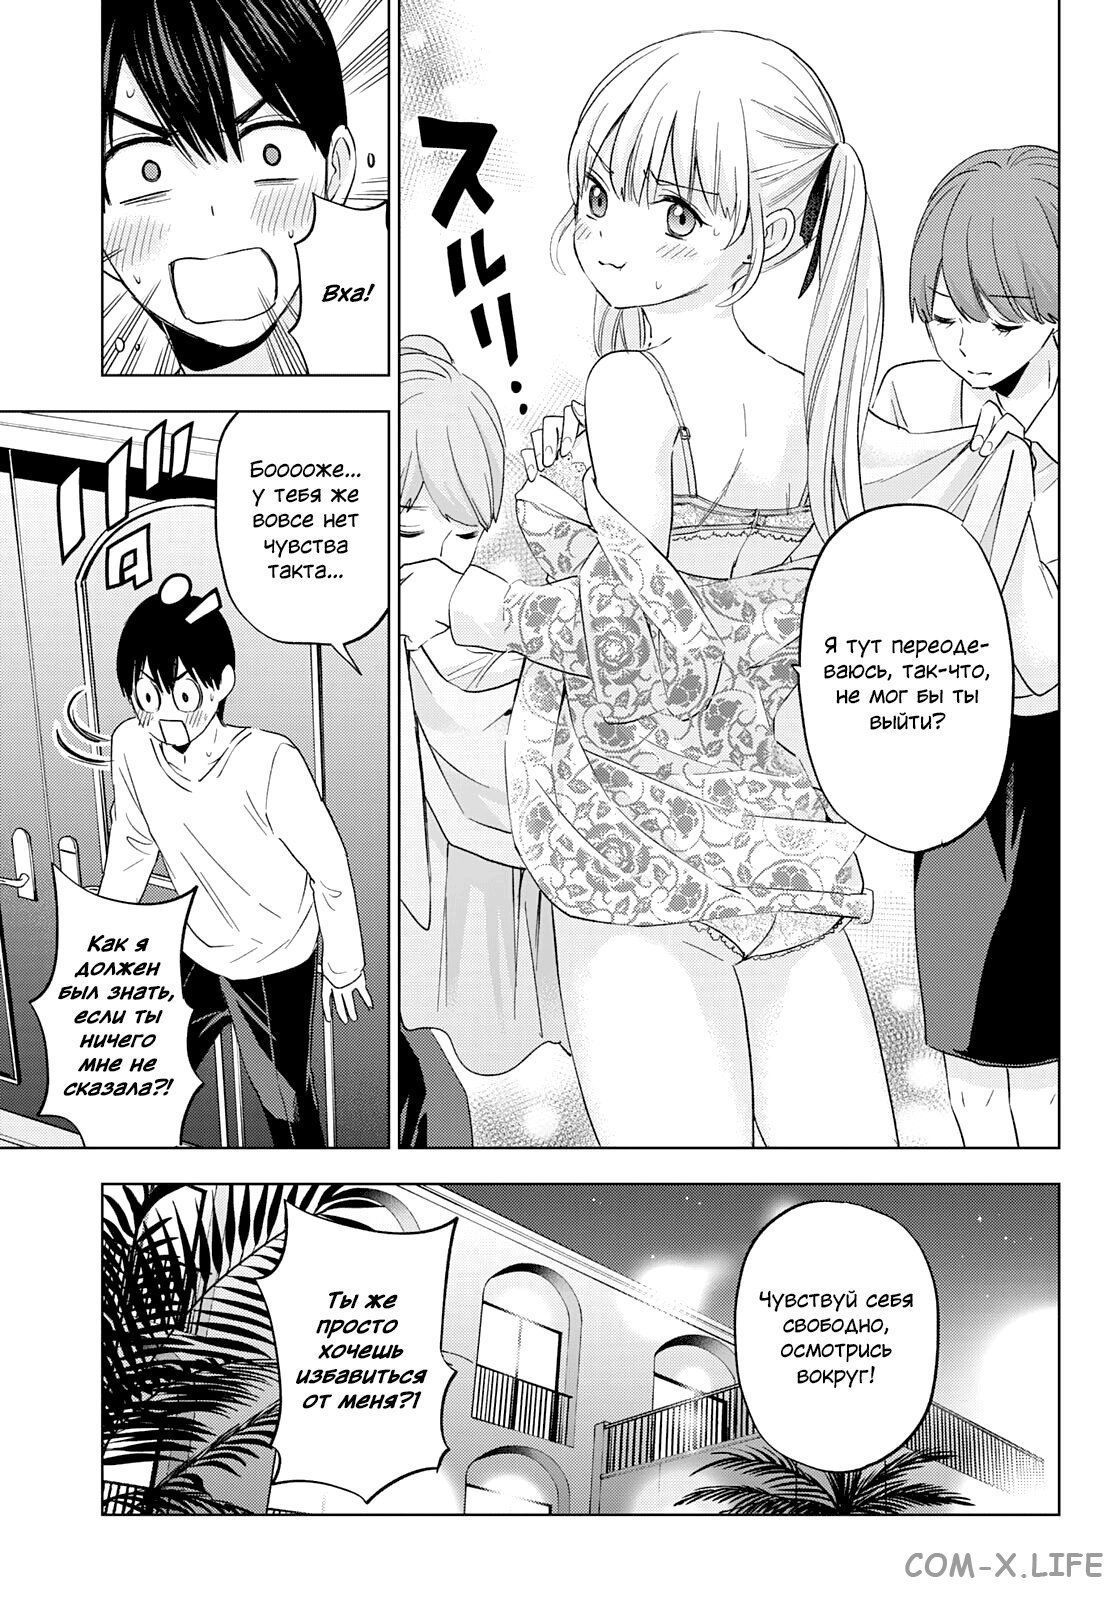 スルリ.
Я тут переоде-
ваюсь, так-что,
не мог бы ты
выйти?
Вха!
Бооооже...
у тебя же
вовсе нет
чувства
такта...
Как я
должен
был знать,
если ты
ничего
мне не
сказала?!
Чувствуй себя
свободно,
осмотрись
вокруг!
Ты же
просто
хочешь
избавиться
от меня?1
COM-X.LIFE